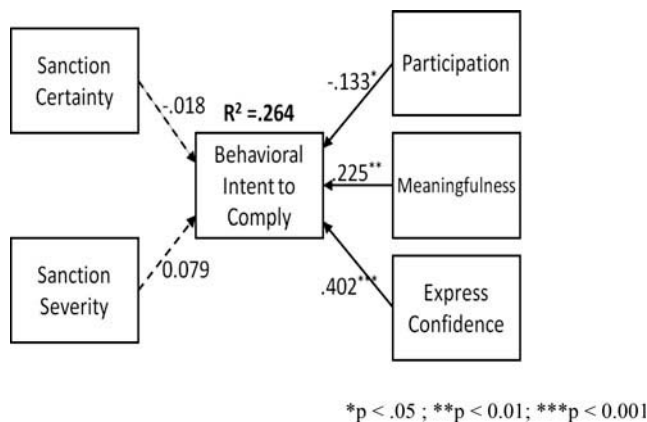 Sanction
Certainty
-.018
Sanction
Severity
0.079
R² =.264
Behavioral
Intent to
Comply
-.133*
Participation
.225**
Meaningfulness
.402***
Express
Confidence
*p < .05 ; **p < 0.01; ***p < 0.001